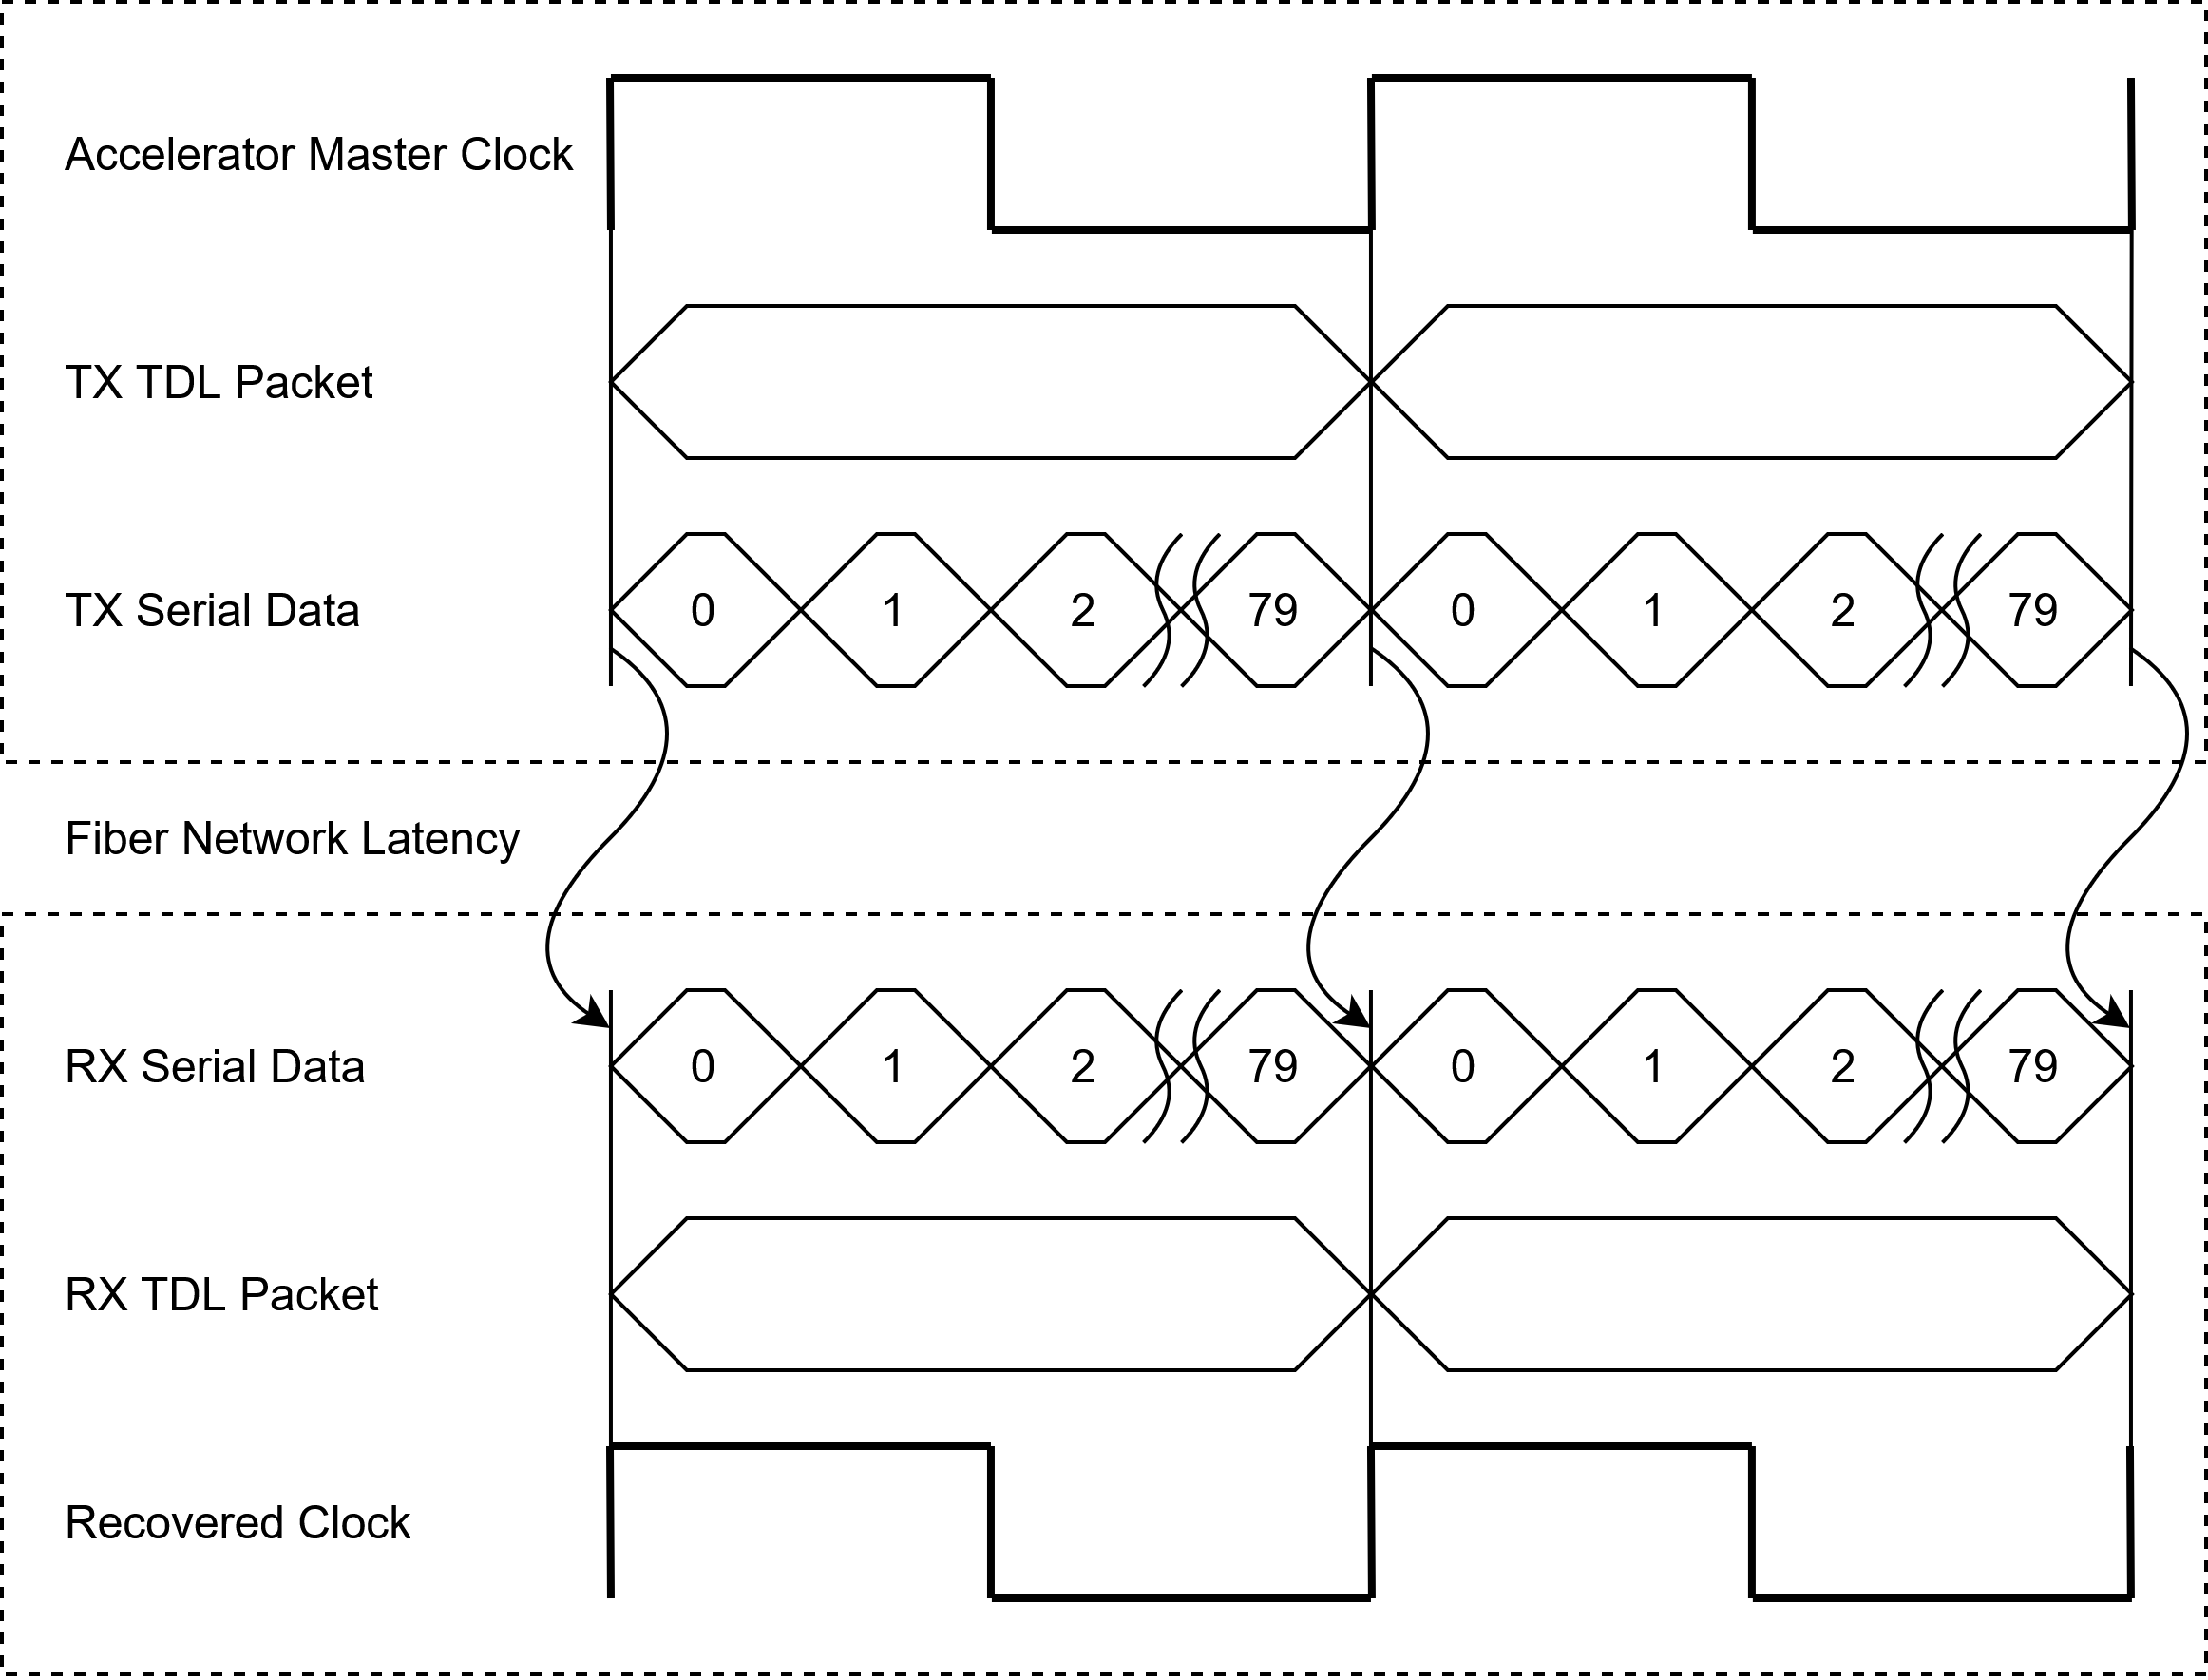 Accelerator Master Clock
TX TDL Packet
TX Serial Data 0 1 2 79 0 1 2 79
Fiber Network Latency
RX Serial Data 0 1 2 79 0 1 2 79
RX TDL Packet
Recovered Clock